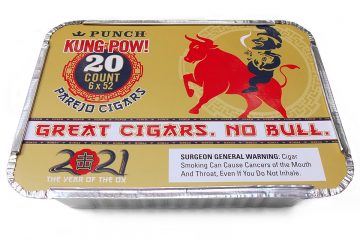 PUNCH
KUNG-POW!
20
COUNT
6 x 52
PAREJO CIGARS
GREAT CIGARS. NO BULL.
2021
THE YEAR OF THE OX
SURGEON GENERAL WARNING: Cigar
Smoking Can Cause Cancers of the Mouth
And Throat, Even If You Do Not Inhale.